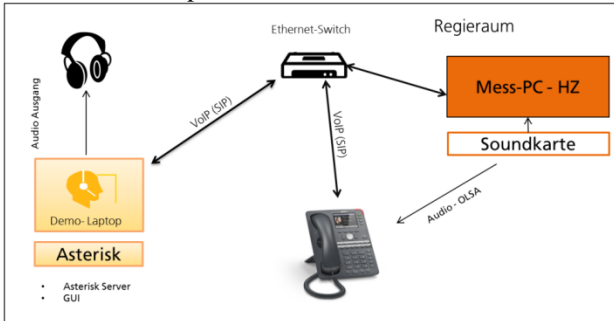 Ethernet-Switch
Regieraum
Audio Ausgang
VoIP (SIP)
VoIP (SIP)
Mess-PC - HZ
Soundkarte
Audio - OLSA
Demo-Laptop
Asterisk
• Asterisk Server
• GUI